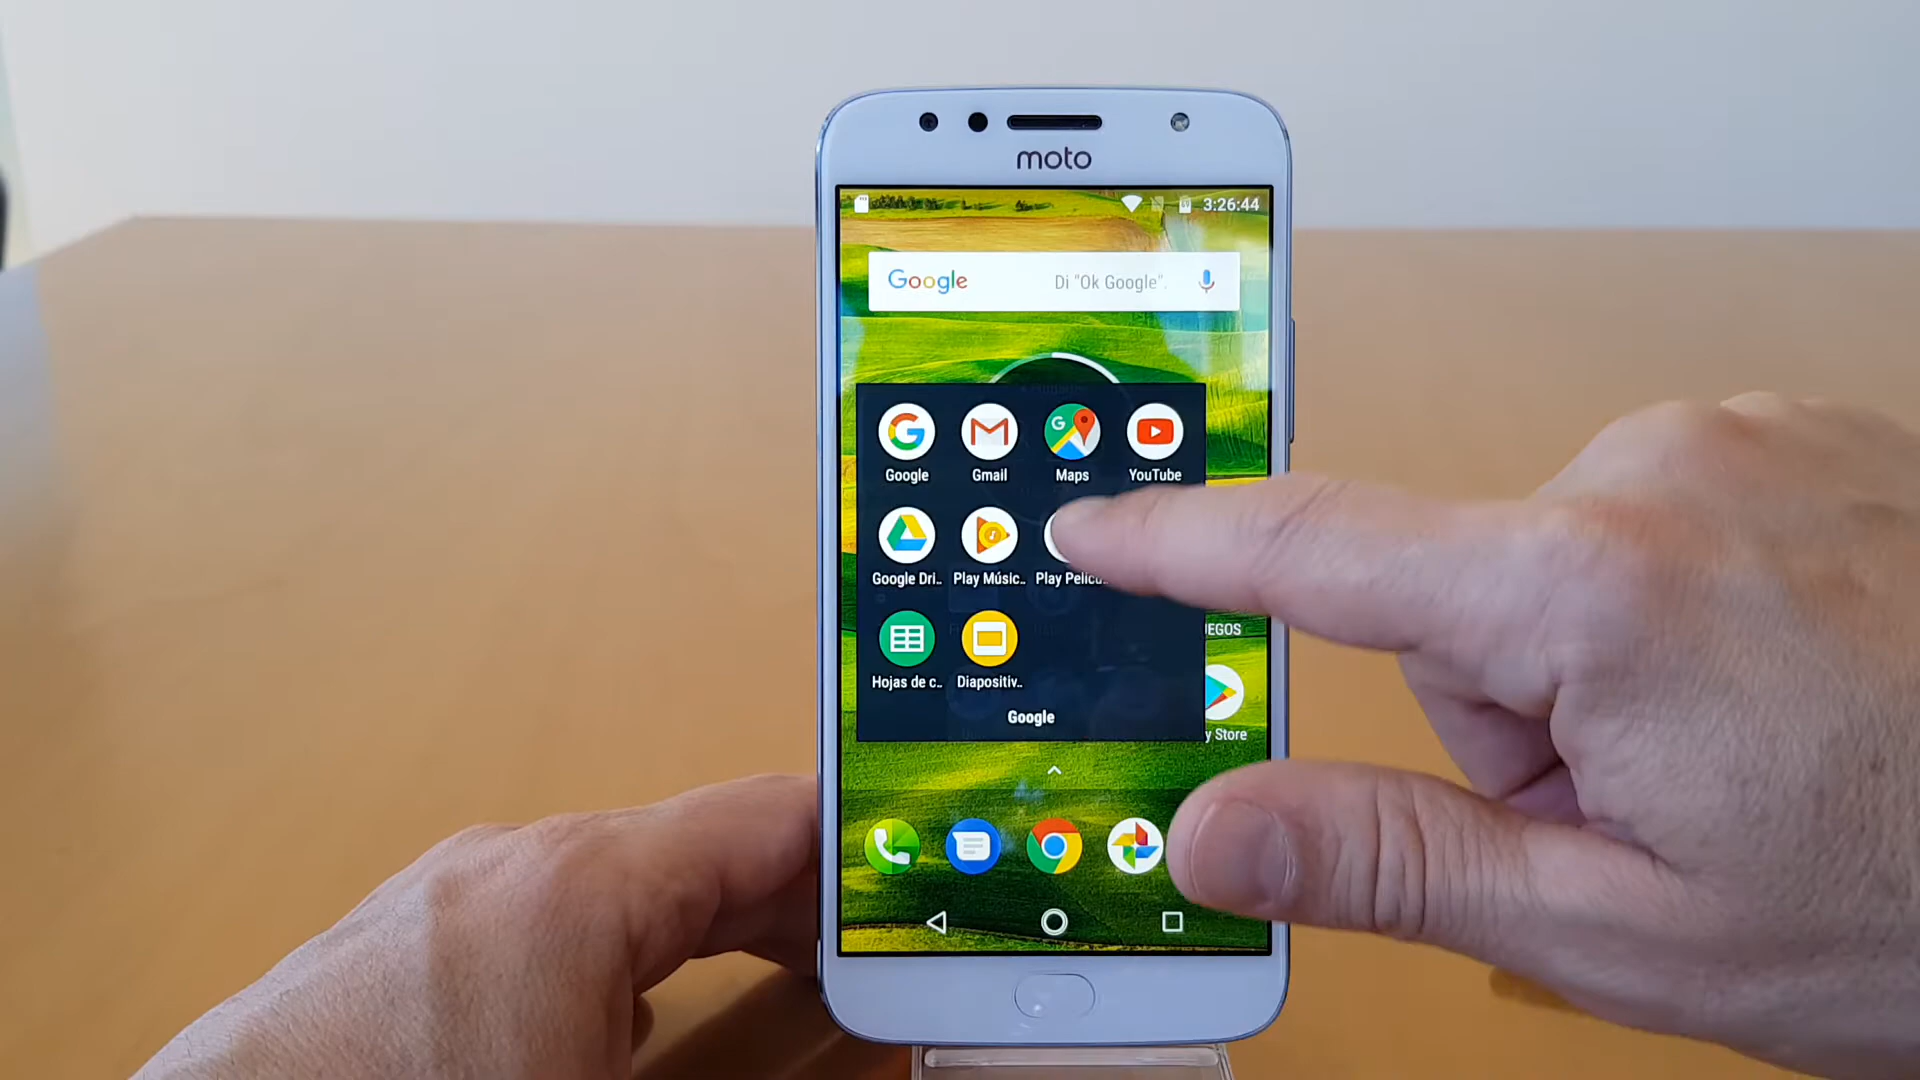 moto
3:26:44
Google Di "Ok Google".
Google Gmail Maps YouTube
Google Dri.. Play Músic.. Play Pelícu..
JEGOS
Hojas de c.. Diapositiv..
Google
y Store